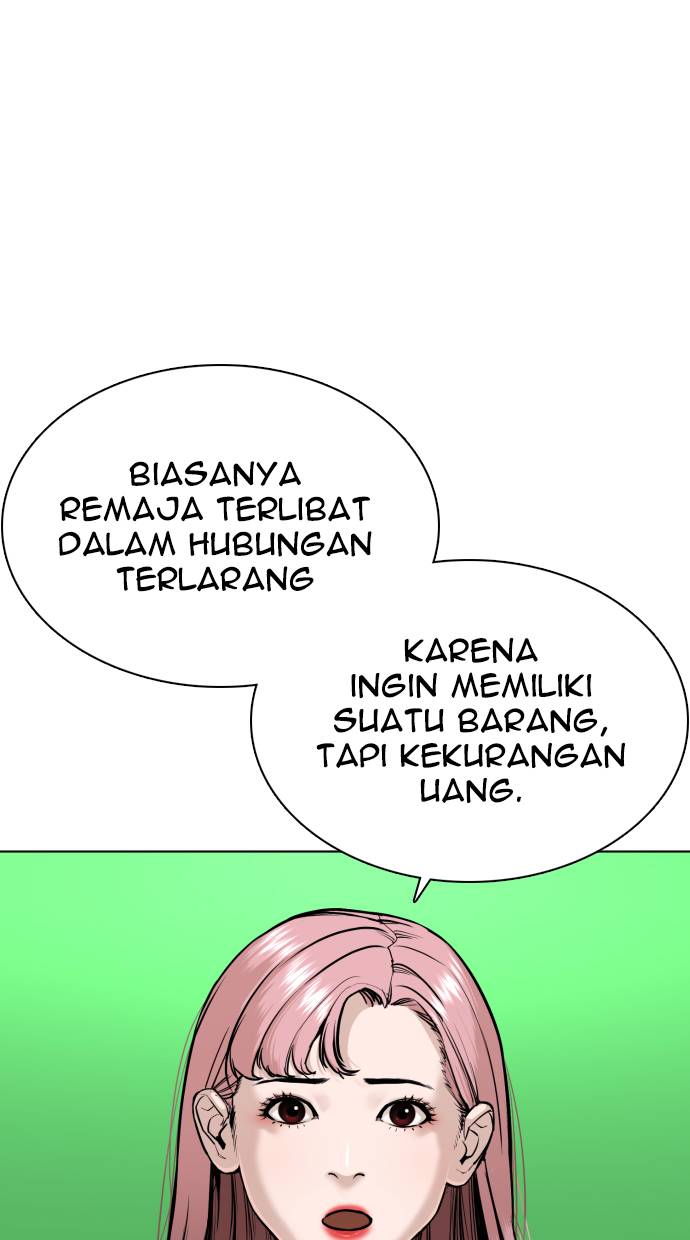 BIASANYA
REMAJA TERLIBAT
DALAM HUBUNGAN
TERLARANG
KARENA
INGIN MEMILIKI
SUATU BARANG,
TAPI KEKURANGAN
UANG.